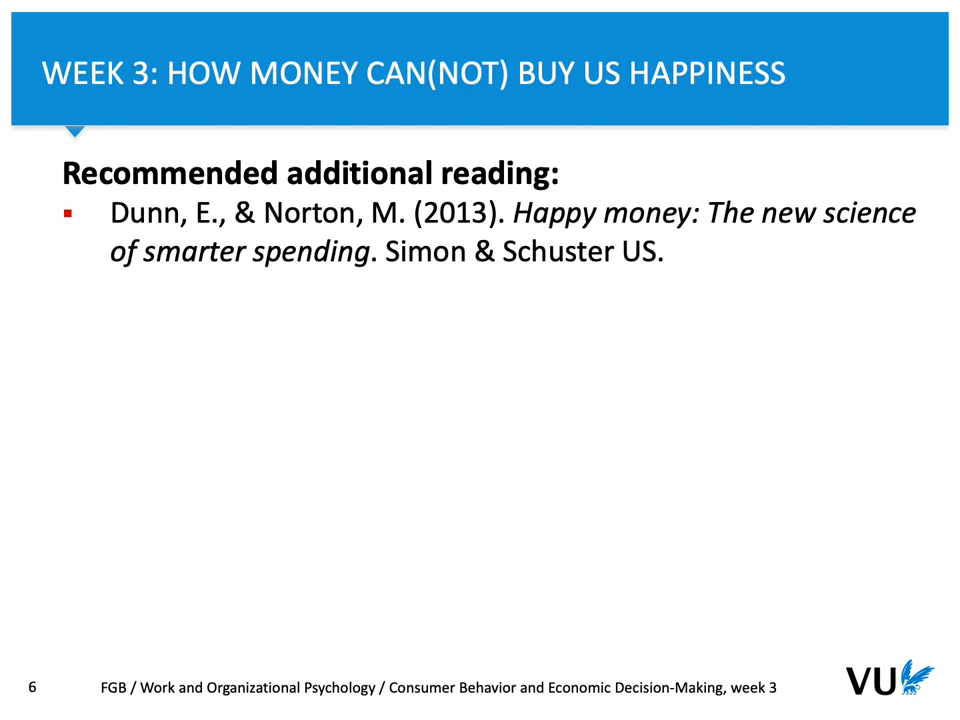 WEEK 3: HOW MONEY CAN(NOT) BUY US HAPPINESS
Recommended additional reading:
▪ Dunn, E., & Norton, M. (2013). Happy money: The new science
of smarter spending. Simon & Schuster US.
6 FGB / Work and Organizational Psychology / Consumer Behavior and Economic Decision-Making, week 3
VU